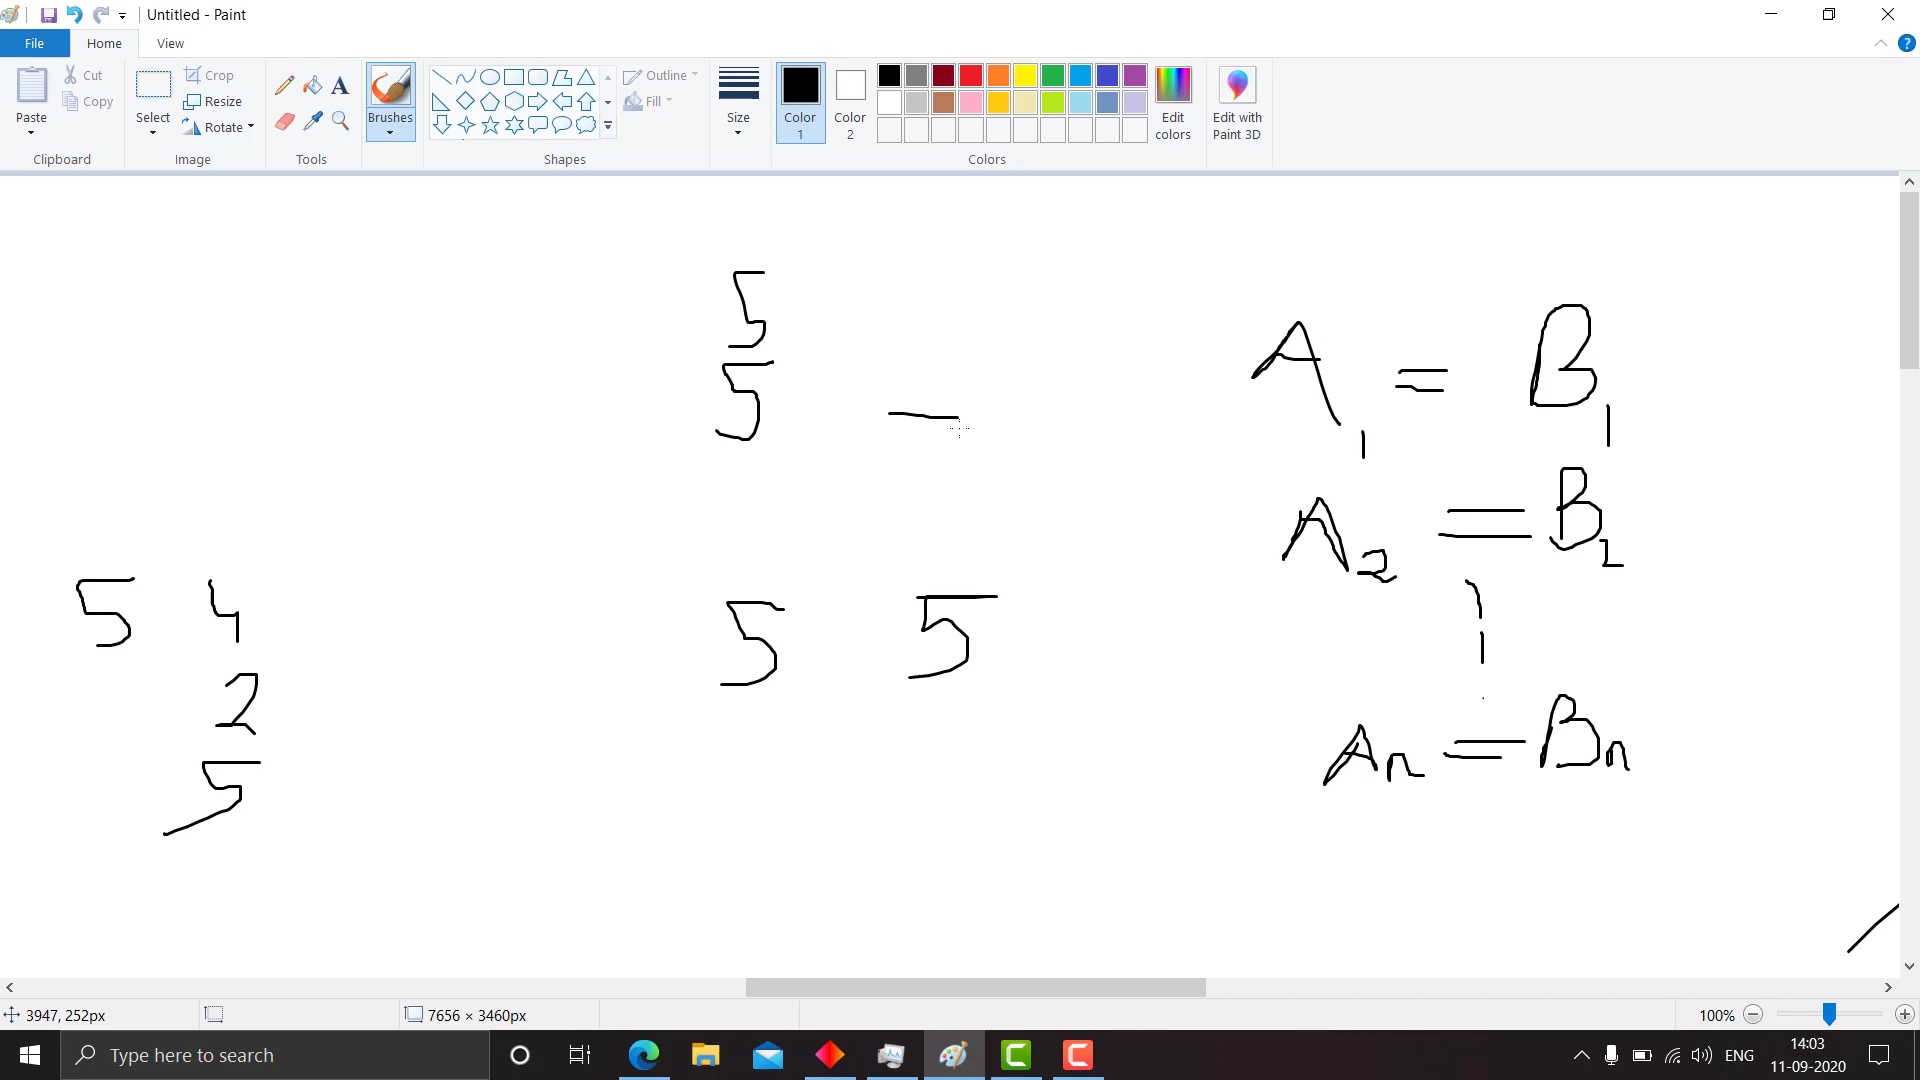 Untitled - Paint
File Home View
Paste
Cut
Copy
Clipboard
Select
Crop
Resize
Rotate
Image
Tools
Brushes
Shapes
Outline
Fill
Size
Color 1
Color 2
Colors
Edit colors
Edit with Paint 3D
5
5 —
A1 = B1
A2 = B2
5 4
5 5
2
An = Bn
5
3947, 252px
7656 × 3460px
100%
Type here to search
ENG
14:03
11-09-2020